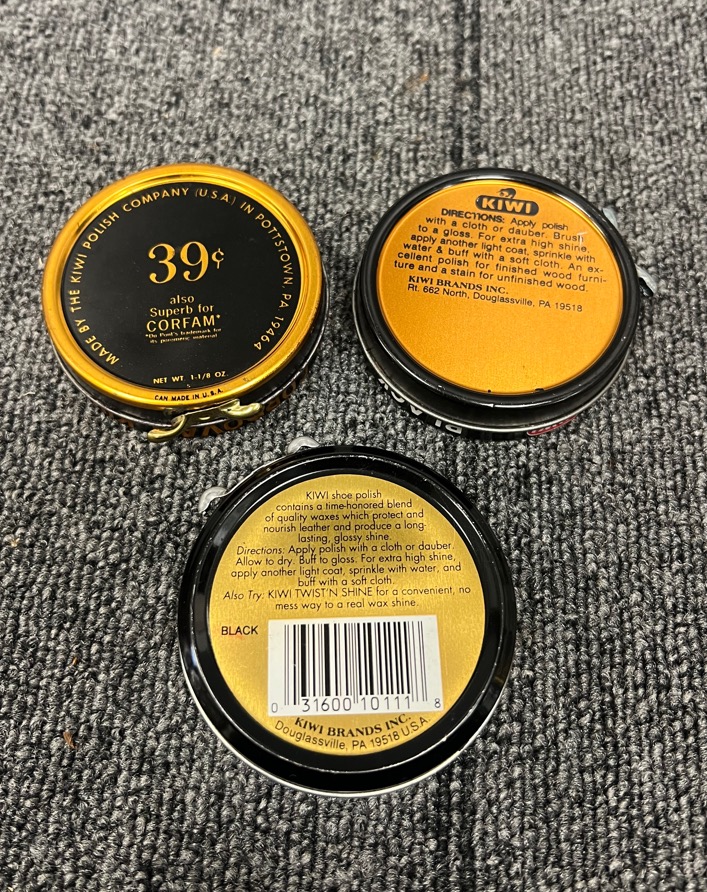 MADE BY THE KIWI POLISH COMPANY (U.S.A) IN POTTSTOWN, PA 19464
39¢
also
Superb for
CORFAM*
*Du Pont's trademark for
its poromeric material
NET WT. 1-1/8 OZ.
CAN MADE IN U.S.A.
KIWI
DIRECTIONS: Apply polish
with a cloth or dauber. Brush
to a gloss. For extra high shine,
apply another light coat, sprinkle with
water & buff with a soft cloth. An ex-
cellent polish for finished wood furni-
ture and a stain for unfinished wood.
KIWI BRANDS INC.
Rt. 662 North, Douglassville, PA 19518
KIWI shoe polish
contains a time-honored blend
of quality waxes which protect and
nourish leather and produce a long-
lasting, glossy shine.
Directions: Apply polish with a cloth or dauber.
Allow to dry. Buff to gloss. For extra high shine,
apply another light coat, sprinkle with water, and
buff with a soft cloth.
Also Try: KIWI TWIST'N SHINE for a convenient, no
mess way to a real wax shine.
BLACK
0 31600 10111 8
KIWI BRANDS INC.
Douglassville, PA 19518 U.S.A.